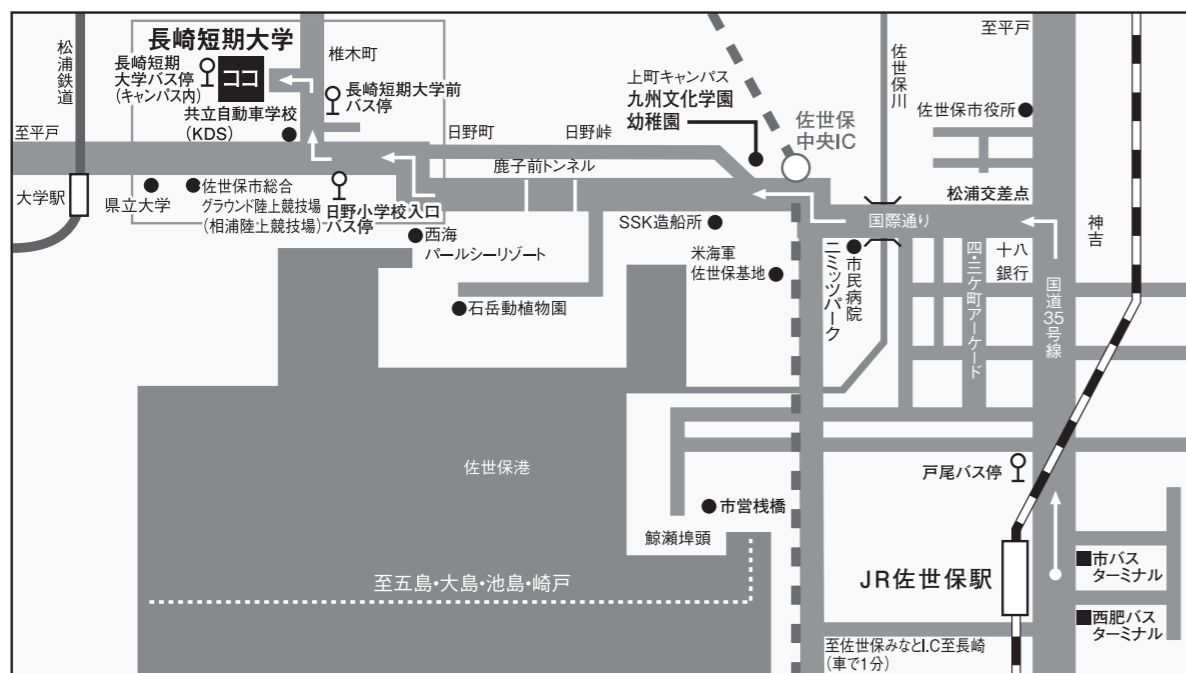 長崎短期大学
ココ
長崎短期
大学バス停
(キャンパス内)
松浦鉄道
椎木町
長崎短期大学前
バス停
共立自動車学校
(KDS)
至平戸
大学駅
県立大学
佐世保市総合
グラウンド陸上競技場
(相浦陸上競技場)
日野小学校入口
バス停
日野町
日野峠
鹿子前トンネル
上町キャンパス
九州文化学園
幼稚園
佐世保
中央IC
佐世保川
至平戸
佐世保市役所
松浦交差点
国際通り
神吉
西海
パールシーリゾート
SSK造船所
米海軍
佐世保基地
石岳動植物園
ニミッツパーク
市民病院
四・三ケ町アーケード
十八
銀行
国道35号線
佐世保港
戸尾バス停
市営桟橋
鯨瀬埠頭
至五島・大島・池島・崎戸
JR佐世保駅
市バス
ターミナル
西肥バス
ターミナル
至佐世保みなとI.C至長崎
(車で1分)